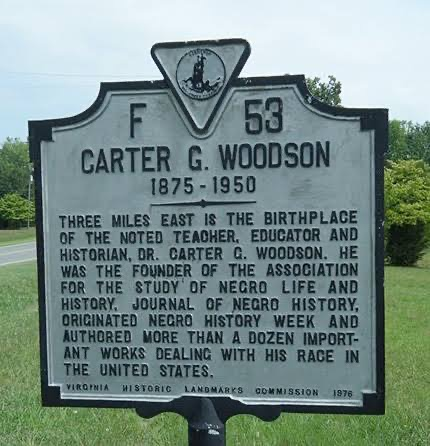 F 53
CARTER G. WOODSON
1875-1950
THREE MILES EAST IS THE BIRTHPLACE
OF THE NOTED TEACHER, EDUCATOR AND
HISTORIAN, DR. CARTER G. WOODSON. HE
WAS THE FOUNDER OF THE ASSOCIATION
FOR THE STUDY OF NEGRO LIFE AND
HISTORY, JOURNAL OF NEGRO HISTORY,
ORIGINATED NEGRO HISTORY WEEK AND
AUTHORED MORE THAN A DOZEN IMPORT-
ANT WORKS DEALING WITH HIS RACE IN
THE UNITED STATES.
VIRGINIA HISTORIC LANDMARKS COMMISSION 1976